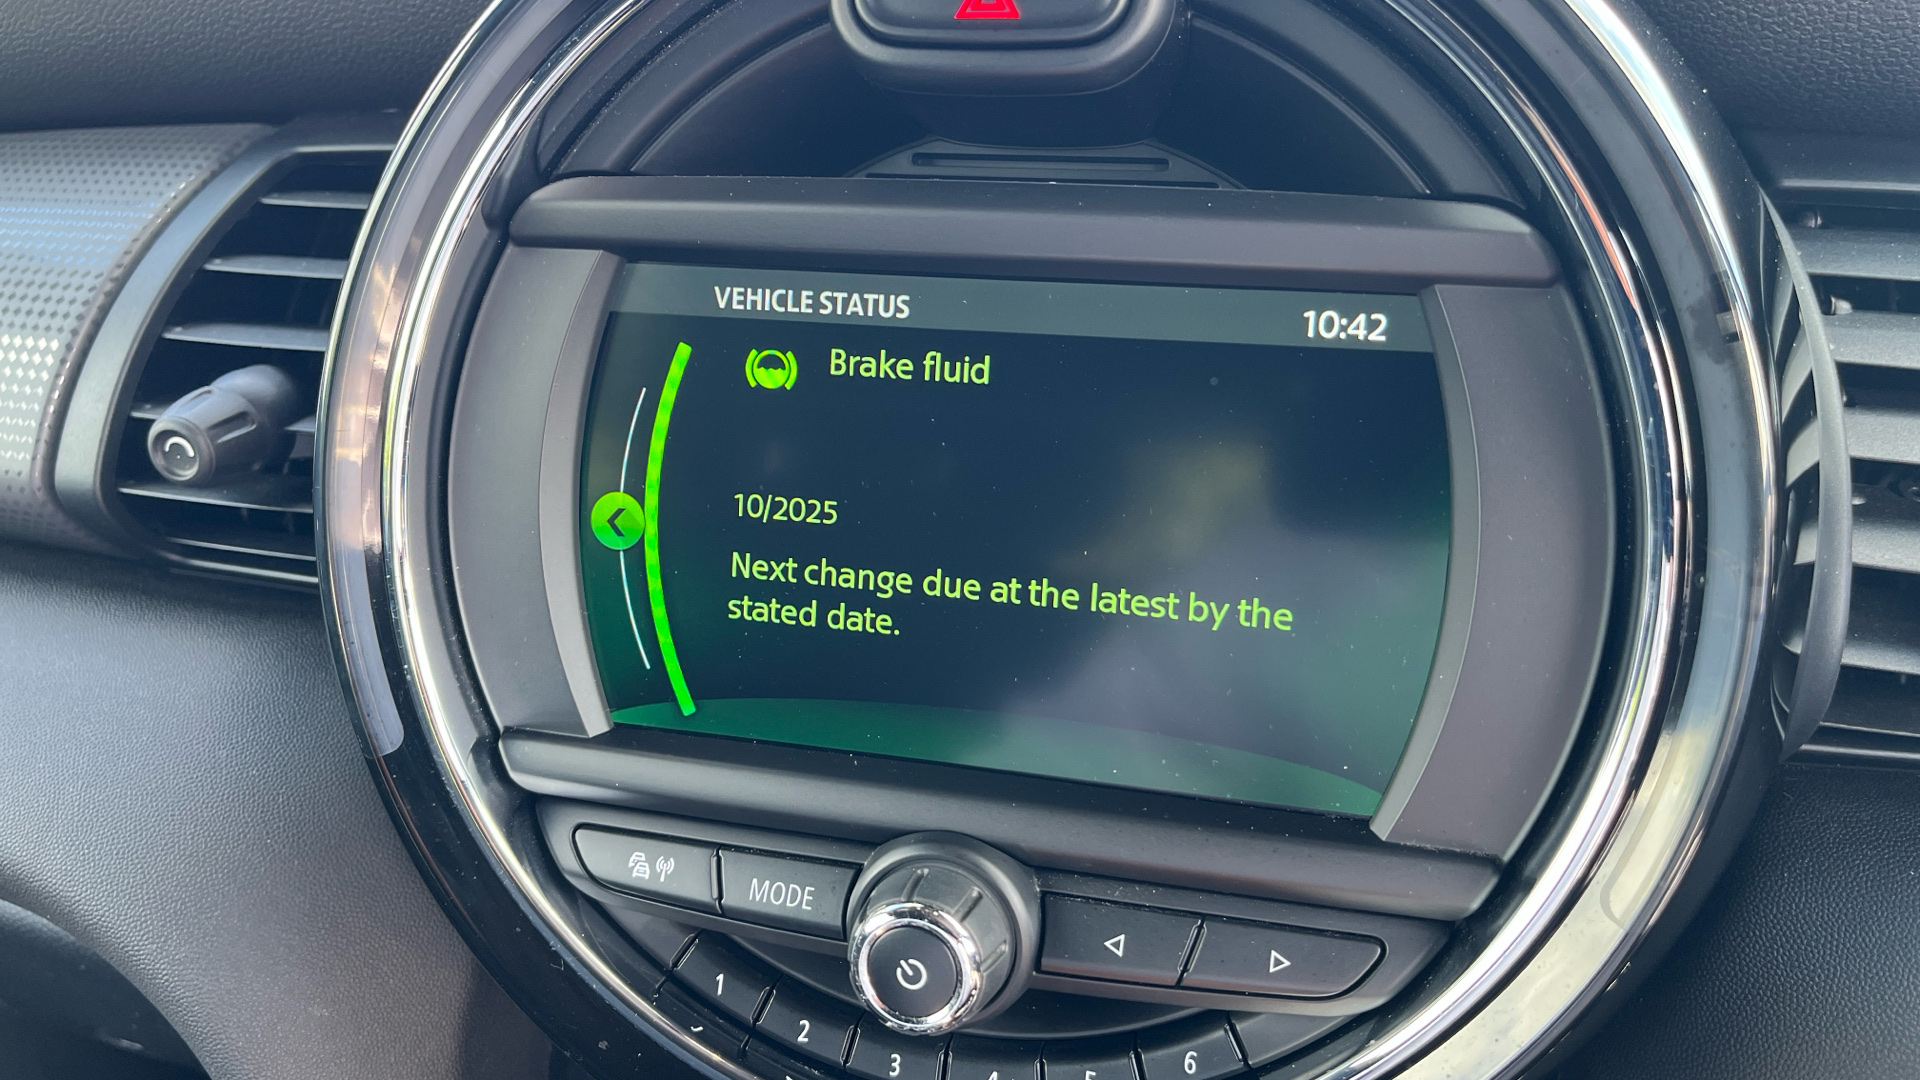 VEHICLE STATUS 10:42
Brake fluid
10/2025
Next change due at the latest by the
stated date.
MODE
1
2
3
6